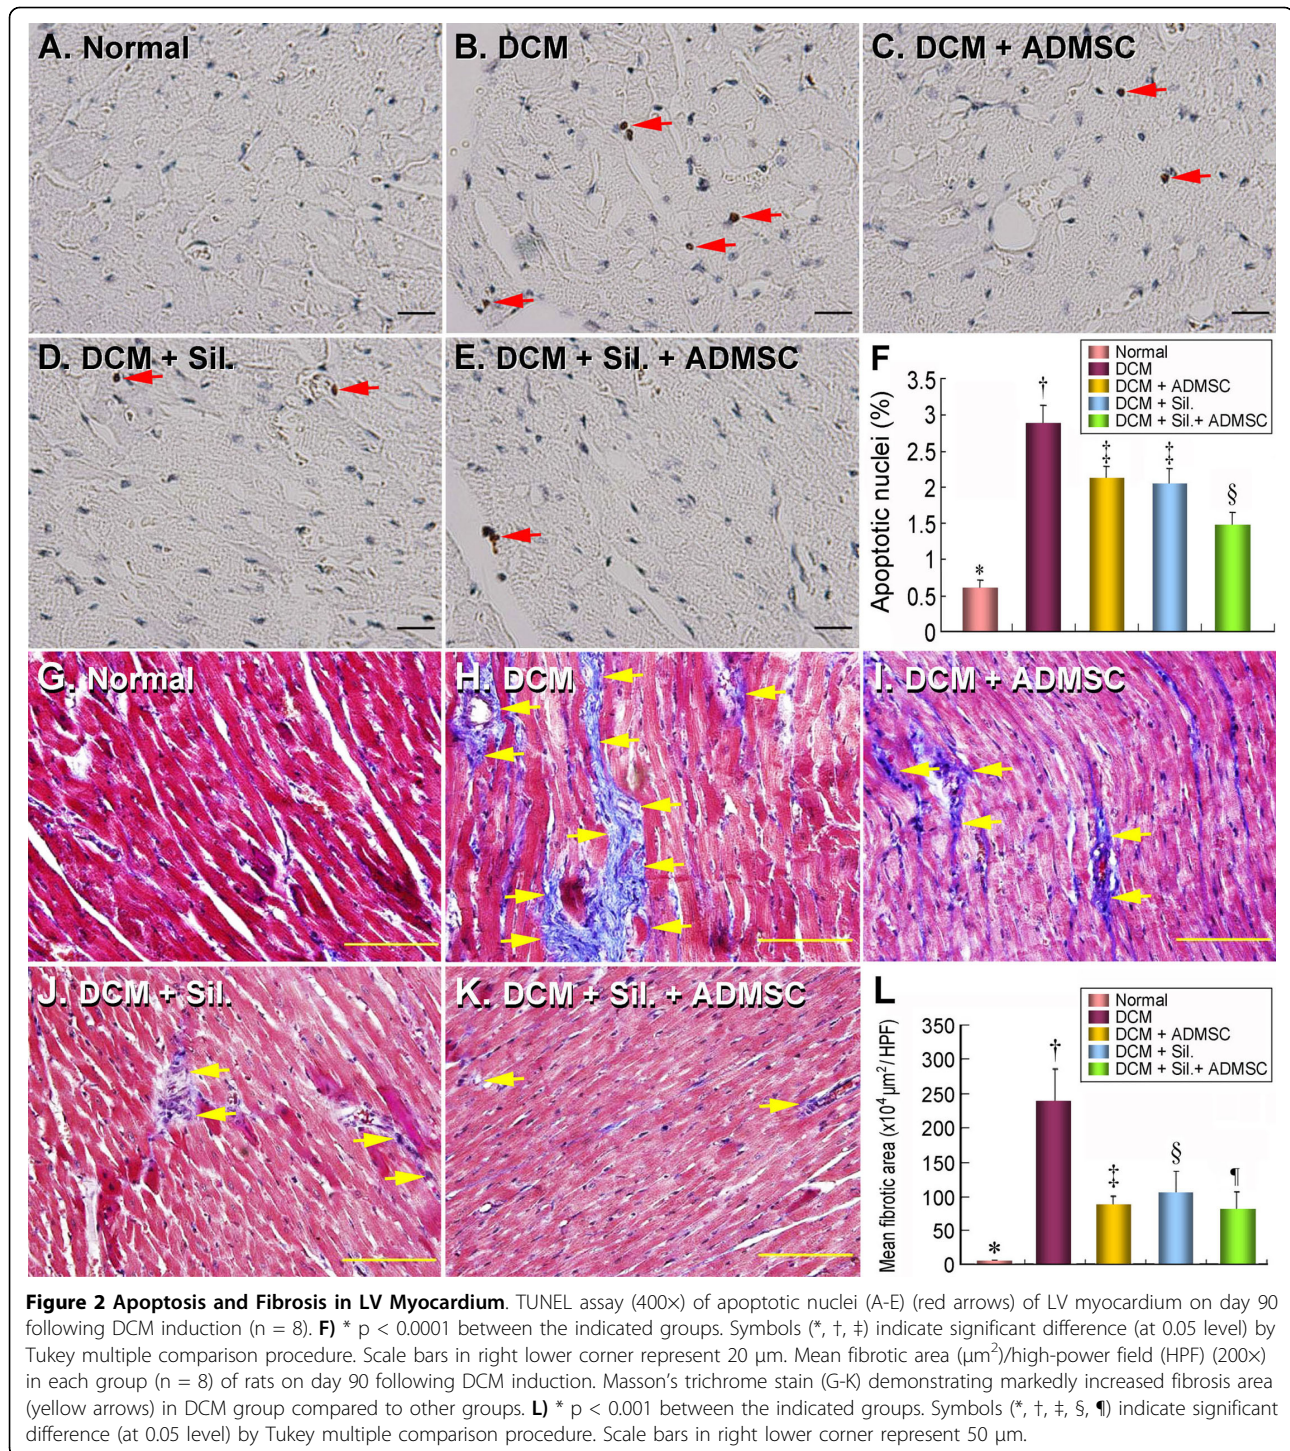 A. Normal
B. DCM
C. DCM + ADMSC
D. DCM + Sil.
E. DCM + Sil. + ADMSC
F
Normal
DCM
DCM + ADMSC
DCM + Sil.
DCM + Sil.+ ADMSC
Apoptotic nuclei (%)
3.5
3
2.5
2
1.5
1
0.5
0
*
†
‡
‡
§
G. Normal
H. DCM
I. DCM + ADMSC
J. DCM + Sil.
K. DCM + Sil. + ADMSC
L
Normal
DCM
DCM + ADMSC
DCM + Sil.
DCM + Sil.+ ADMSC
Mean fibrotic area (x10⁴ µm²/HPF)
350
300
250
200
150
100
50
0
*
†
‡
§
¶
Figure 2 Apoptosis and Fibrosis in LV Myocardium. TUNEL assay (400×) of apoptotic nuclei (A-E) (red arrows) of LV myocardium on day 90
following DCM induction (n = 8). F) * p < 0.0001 between the indicated groups. Symbols (*, †, ‡) indicate significant difference (at 0.05 level) by
Tukey multiple comparison procedure. Scale bars in right lower corner represent 20 µm. Mean fibrotic area (µm²)/high-power field (HPF) (200×)
in each group (n = 8) of rats on day 90 following DCM induction. Masson's trichrome stain (G-K) demonstrating markedly increased fibrosis area
(yellow arrows) in DCM group compared to other groups. L) * p < 0.001 between the indicated groups. Symbols (*, †, ‡, §, ¶) indicate significant
difference (at 0.05 level) by Tukey multiple comparison procedure. Scale bars in right lower corner represent 50 µm.